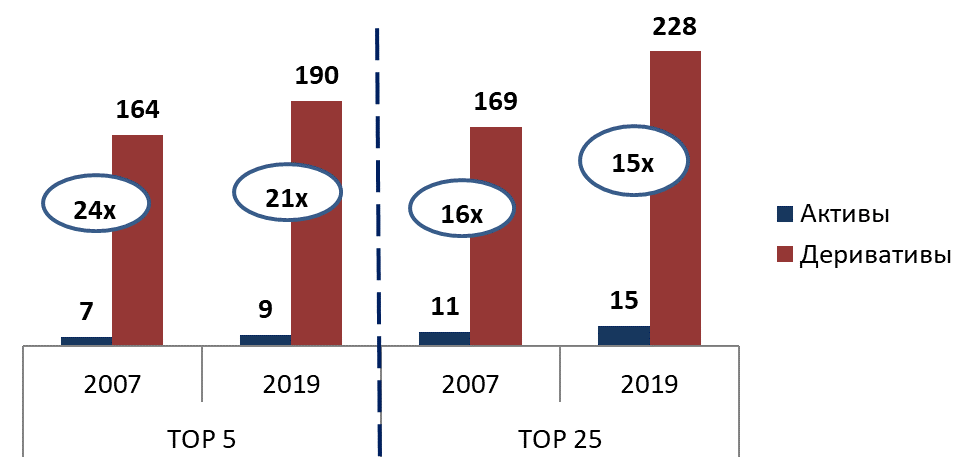 228
190
164
169
15x
21x
24x
16x
Активы
Деривативы
7
9
11
15
2007
2019
2007
2019
TOP 5
TOP 25